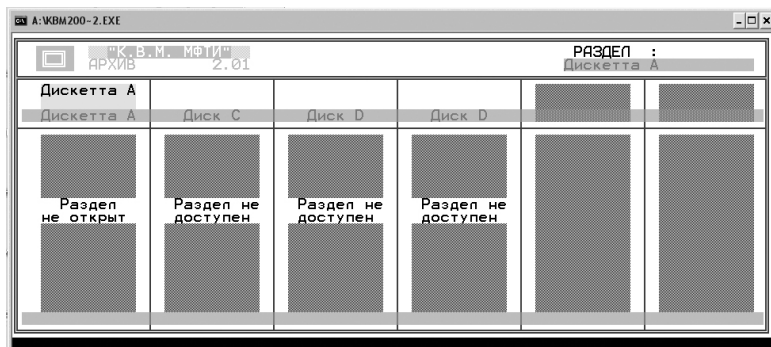 A:\KBM200-2.EXE
"К.В.М. МФТИ"
АРХИВ 2.01
РАЗДЕЛ :
Дискетта А
Дискетта А
Дискетта А Диск C Диск D Диск D
Раздел не открыт Раздел не доступен Раздел не доступен Раздел не доступен